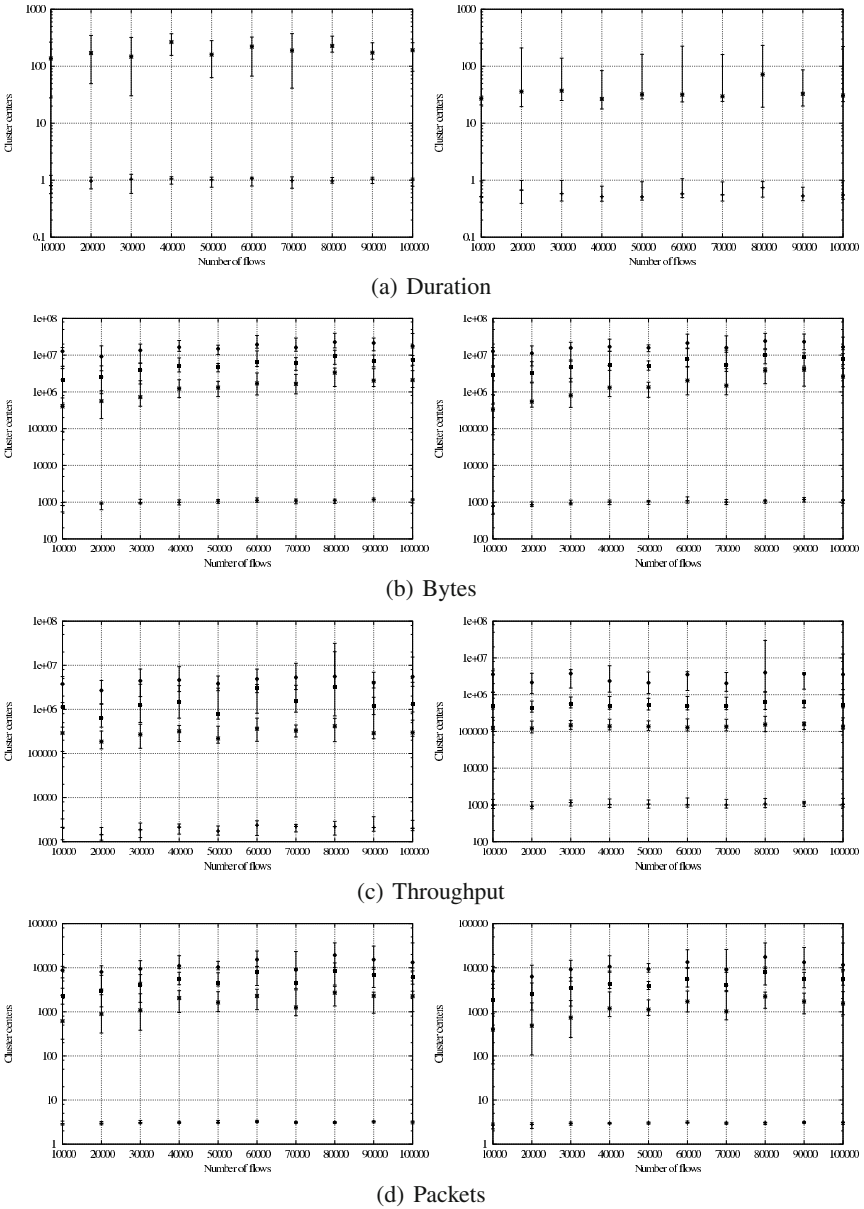 1000
100
10
1
0.1
Cluster centers
10000 20000 30000 40000 50000 60000 70000 80000 90000 100000
Number of flows
1000
100
10
1
0.1
Cluster centers
10000 20000 30000 40000 50000 60000 70000 80000 90000 100000
Number of flows
(a) Duration
1e+08
1e+07
1e+06
100000
10000
1000
100
Cluster centers
10000 20000 30000 40000 50000 60000 70000 80000 90000 100000
Number of flows
1e+08
1e+07
1e+06
100000
10000
1000
100
Cluster centers
10000 20000 30000 40000 50000 60000 70000 80000 90000 100000
Number of flows
(b) Bytes
1e+08
1e+07
1e+06
100000
10000
1000
Cluster centers
10000 20000 30000 40000 50000 60000 70000 80000 90000 100000
Number of flows
1e+08
1e+07
1e+06
100000
10000
1000
100
Cluster centers
10000 20000 30000 40000 50000 60000 70000 80000 90000 100000
Number of flows
(c) Throughput
100000
10000
1000
100
10
1
Cluster centers
10000 20000 30000 40000 50000 60000 70000 80000 90000 100000
Number of flows
100000
10000
1000
100
10
1
Cluster centers
10000 20000 30000 40000 50000 60000 70000 80000 90000 100000
Number of flows
(d) Packets